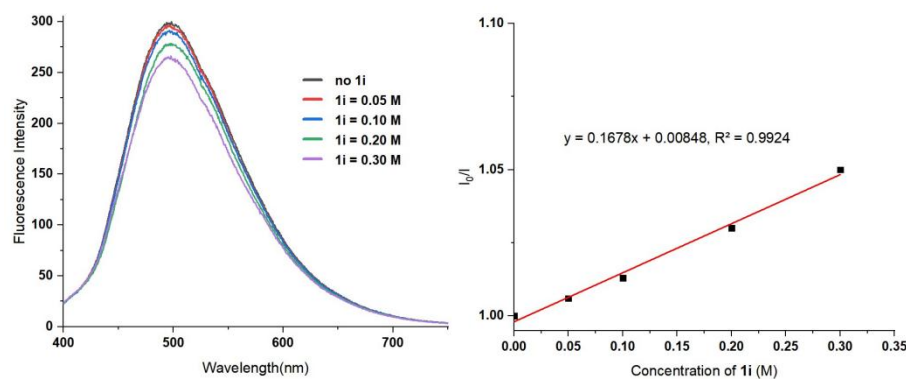 300
250
200
150
100
50
0
Fluorescence Intensity
no 1i
1i = 0.05 M
1i = 0.10 M
1i = 0.20 M
1i = 0.30 M
400
500
600
700
Wavelength(nm)
1.10
1.05
1.00
I₀/I
y = 0.1678x + 0.00848, R² = 0.9924
0.00
0.05
0.10
0.15
0.20
0.25
0.30
0.35
Concentration of 1i (M)